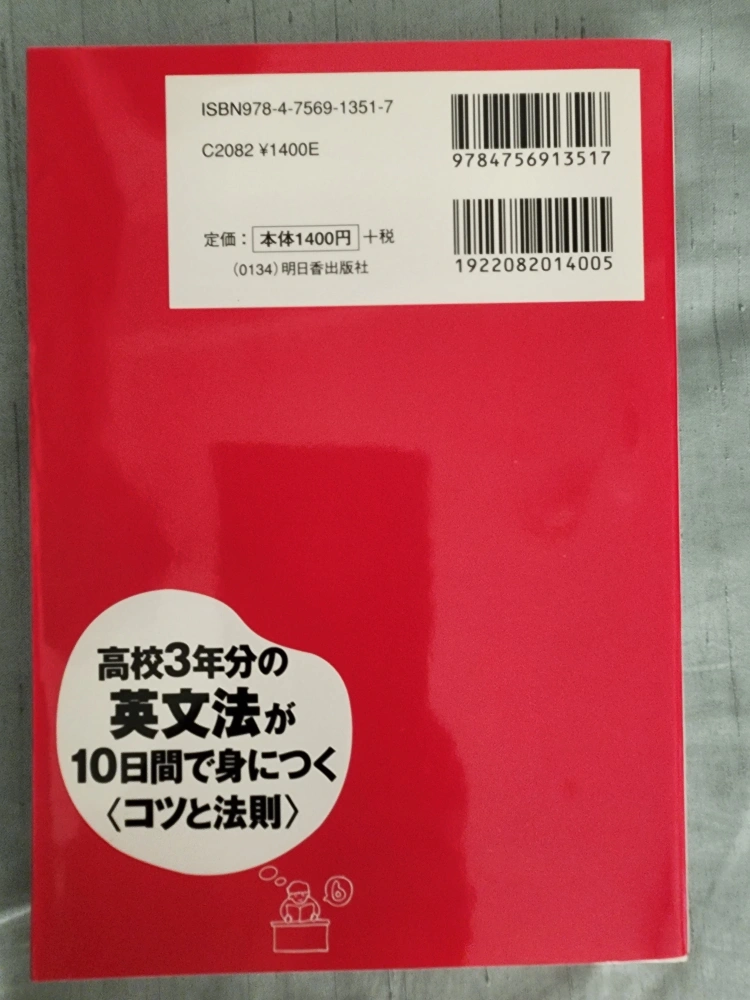 ISBN978-4-7569-1351-7
C2082 ¥1400E
9784756913517
定価：本体1400円＋税
（0134）明日香出版社
1922082014005
高校3年分の
英文法が
10日間で身につく
〈コツと法則〉